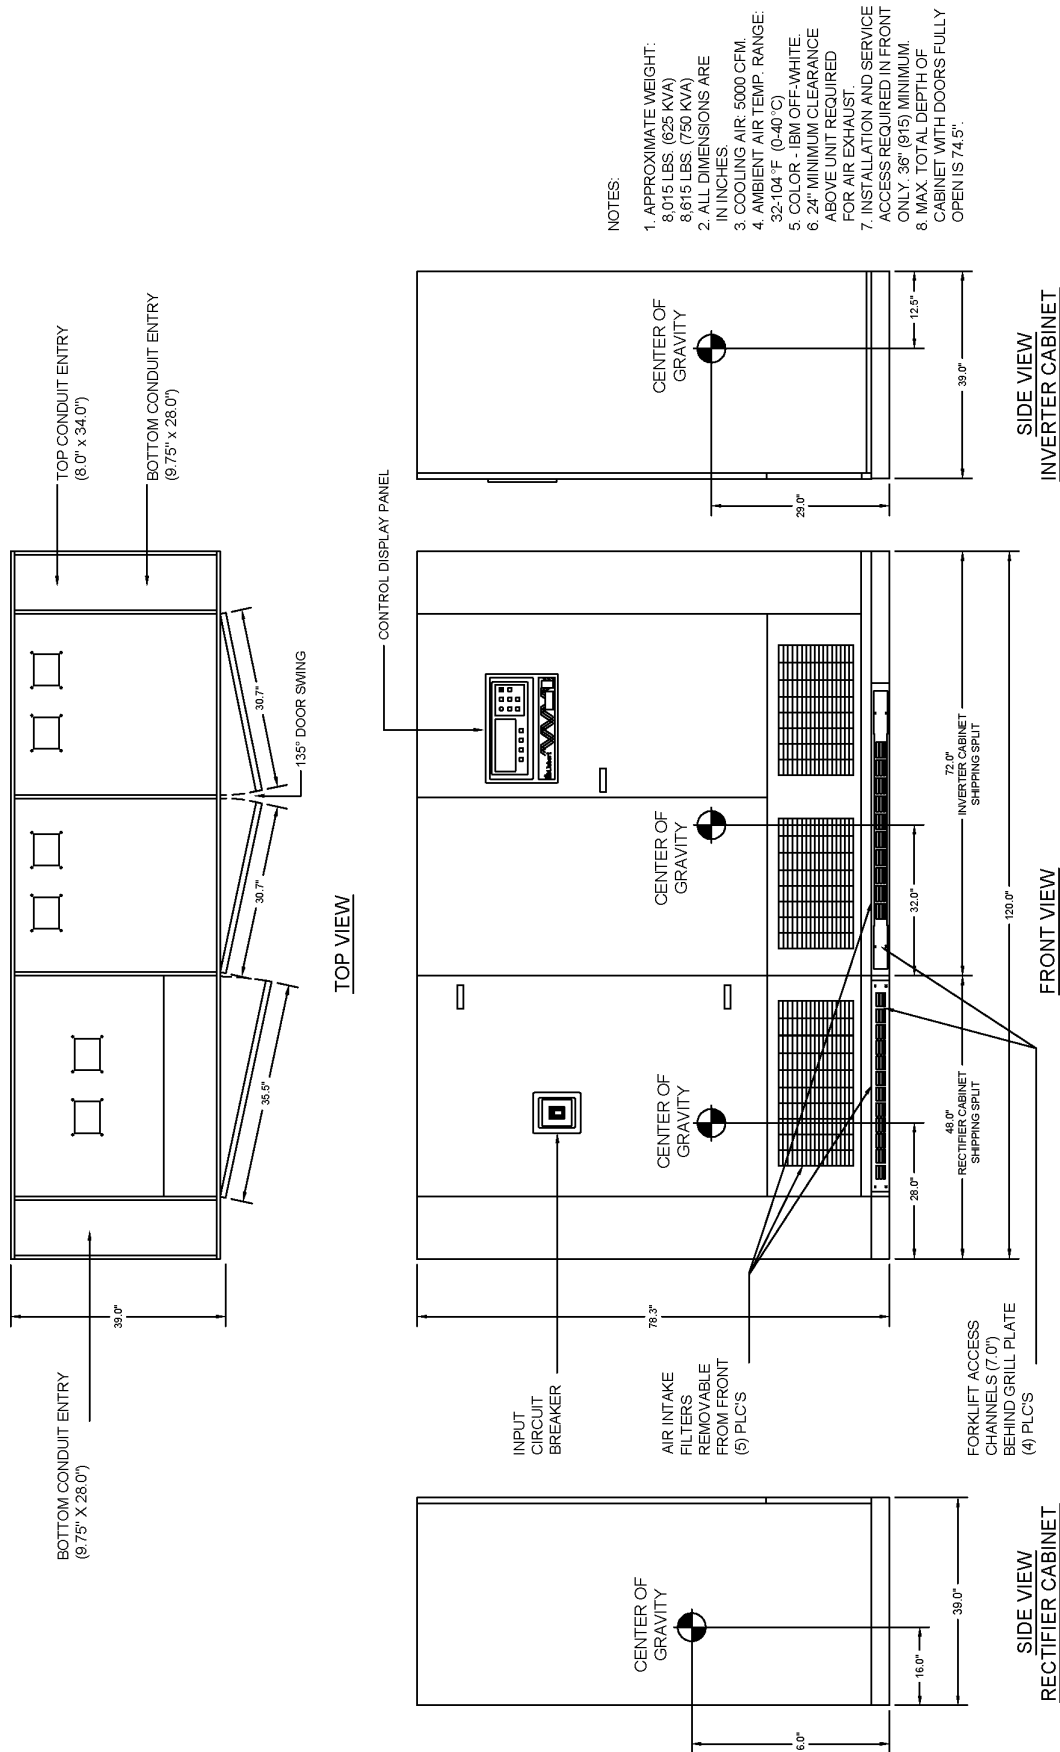 BOTTOM CONDUIT ENTRY
(9.75" X 28.0")
39.0"
35.5"
30.7"
30.7"
135° DOOR SWING
TOP CONDUIT ENTRY
(8.0" x 34.0")
BOTTOM CONDUIT ENTRY
(9.75" x 28.0")
TOP VIEW
CONTROL DISPLAY PANEL
NOTES:
1. APPROXIMATE WEIGHT:
8,015 LBS. (625 KVA)
8,615 LBS. (750 KVA)
2. ALL DIMENSIONS ARE
IN INCHES.
3. COOLING AIR: 5000 CFM.
4. AMBIENT AIR TEMP. RANGE:
32-104°F (0-40°C)
5. COLOR - IBM OFF-WHITE.
6. 24" MINIMUM CLEARANCE
ABOVE UNIT REQUIRED
FOR AIR EXHAUST.
7. INSTALLATION AND SERVICE
ACCESS REQUIRED IN FRONT
ONLY. 36" (915) MINIMUM.
8. MAX. TOTAL DEPTH OF
CABINET WITH DOORS FULLY
OPEN IS 74.5".
CENTER OF
GRAVITY
6.0"
16.0"
39.0"
SIDE VIEW
RECTIFIER CABINET
INPUT
CIRCUIT
BREAKER
AIR INTAKE
FILTERS
REMOVABLE
FROM FRONT
(5) PLC'S
FORKLIFT ACCESS
CHANNELS (7.0")
BEHIND GRILL PLATE
(4) PLC'S
78.3"
CENTER OF
GRAVITY
CENTER OF
GRAVITY
28.0"
32.0"
48.0"
RECTIFIER CABINET
SHIPPING SPLIT
72.0"
INVERTER CABINET
SHIPPING SPLIT
120.0"
FRONT VIEW
CENTER OF
GRAVITY
29.0"
12.5"
39.0"
SIDE VIEW
INVERTER CABINET